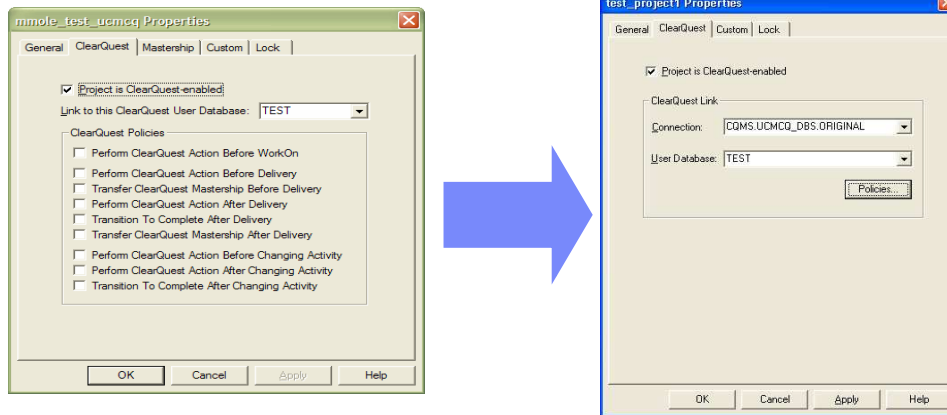 mmole_test_ucmcq Properties
General ClearQuest Mastership Custom Lock
Project is ClearQuest-enabled
Link to this ClearQuest User Database: TEST
ClearQuest Policies
Perform ClearQuest Action Before WorkOn
Perform ClearQuest Action Before Delivery
Transfer ClearQuest Mastership Before Delivery
Perform ClearQuest Action After Delivery
Transition To Complete After Delivery
Transfer ClearQuest Mastership After Delivery
Perform ClearQuest Action Before Changing Activity
Perform ClearQuest Action After Changing Activity
Transition To Complete After Changing Activity
OK Cancel Apply Help
test_project1 Properties
General ClearQuest Custom Lock
Project is ClearQuest-enabled
ClearQuest Link
Connection: CQMS.UCMCQ_DBS.ORIGINAL
User Database: TEST
Policies...
OK Cancel Apply Help